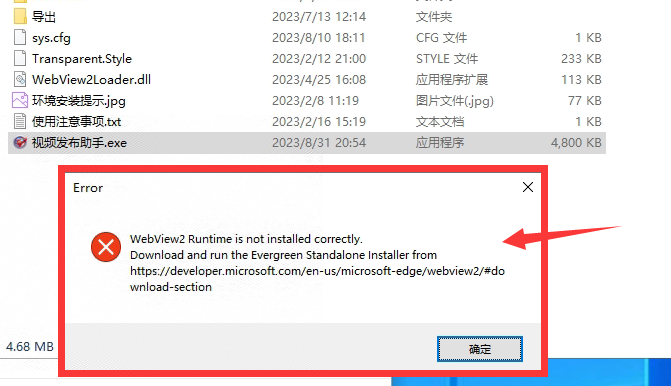 导出 2023/7/13 12:14 文件夹
sys.cfg 2023/8/10 18:11 CFG 文件 1 KB
Transparent.Style 2023/2/12 21:00 STYLE 文件 233 KB
WebView2Loader.dll 2023/4/25 16:08 应用程序扩展 113 KB
环境安装提示.jpg 2023/2/8 11:19 图片文件(.jpg) 77 KB
使用注意事项.txt 2023/2/16 15:19 文本文档 1 KB
视频发布助手.exe 2023/8/31 20:54 应用程序 4,800 KB
Error
WebView2 Runtime is not installed correctly.
Download and run the Evergreen Standalone Installer from
https://developer.microsoft.com/en-us/microsoft-edge/webview2/#do
wnload-section
4.68 MB
确定